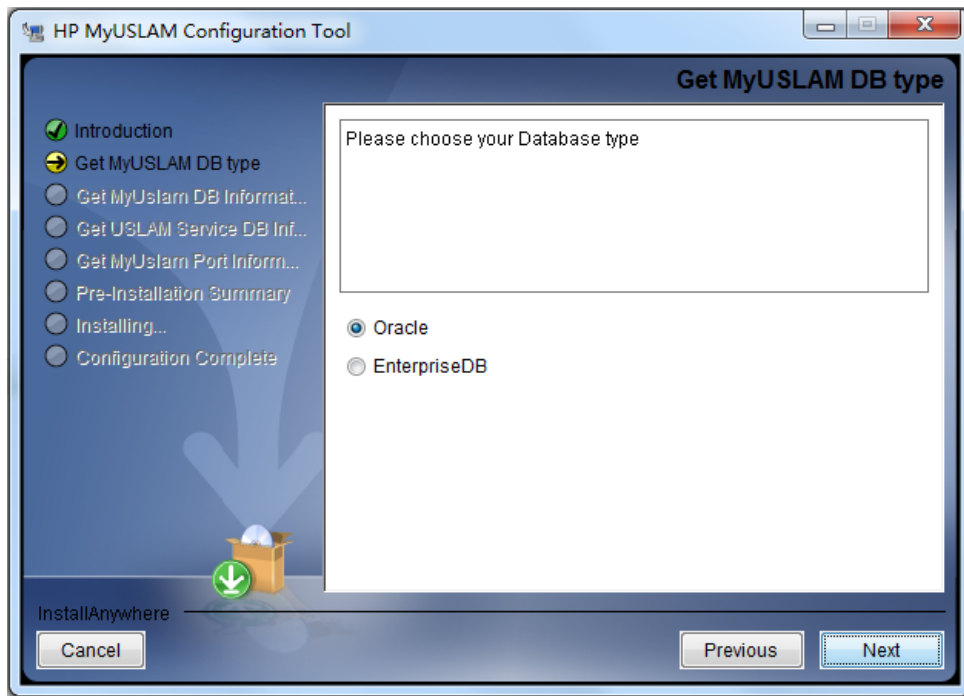 HP MyUSLAM Configuration Tool
Get MyUSLAM DB type
Introduction
Get MyUSLAM DB type
Get MyUslam DB Informat...
Get USLAM Service DB Inf...
Get MyUslam Port Inform...
Pre-Installation Summary
Installing...
Configuration Complete
Please choose your Database type
Oracle
EnterpriseDB
InstallAnywhere
Cancel
Previous
Next